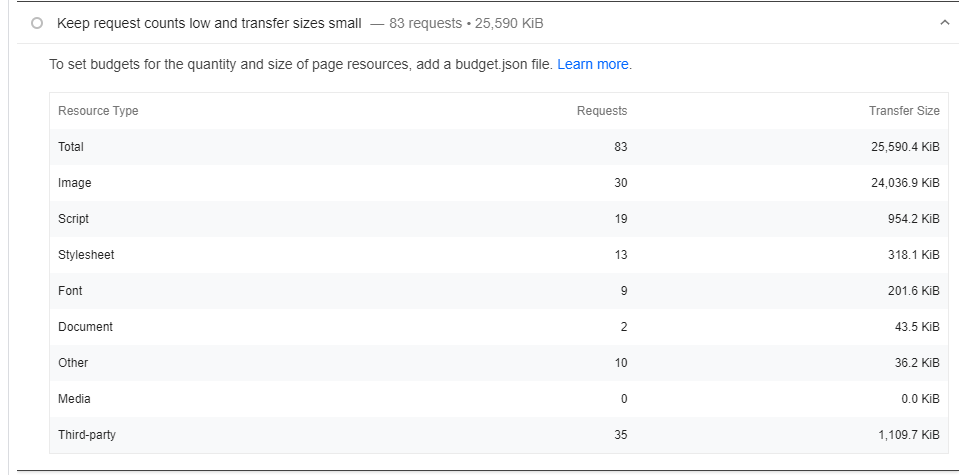 Keep request counts low and transfer sizes small — 83 requests • 25,590 KiB
To set budgets for the quantity and size of page resources, add a budget.json file. Learn more.
Resource Type Requests Transfer Size
Total 83 25,590.4 KiB
Image 30 24,036.9 KiB
Script 19 954.2 KiB
Stylesheet 13 318.1 KiB
Font 9 201.6 KiB
Document 2 43.5 KiB
Other 10 36.2 KiB
Media 0 0.0 KiB
Third-party 35 1,109.7 KiB